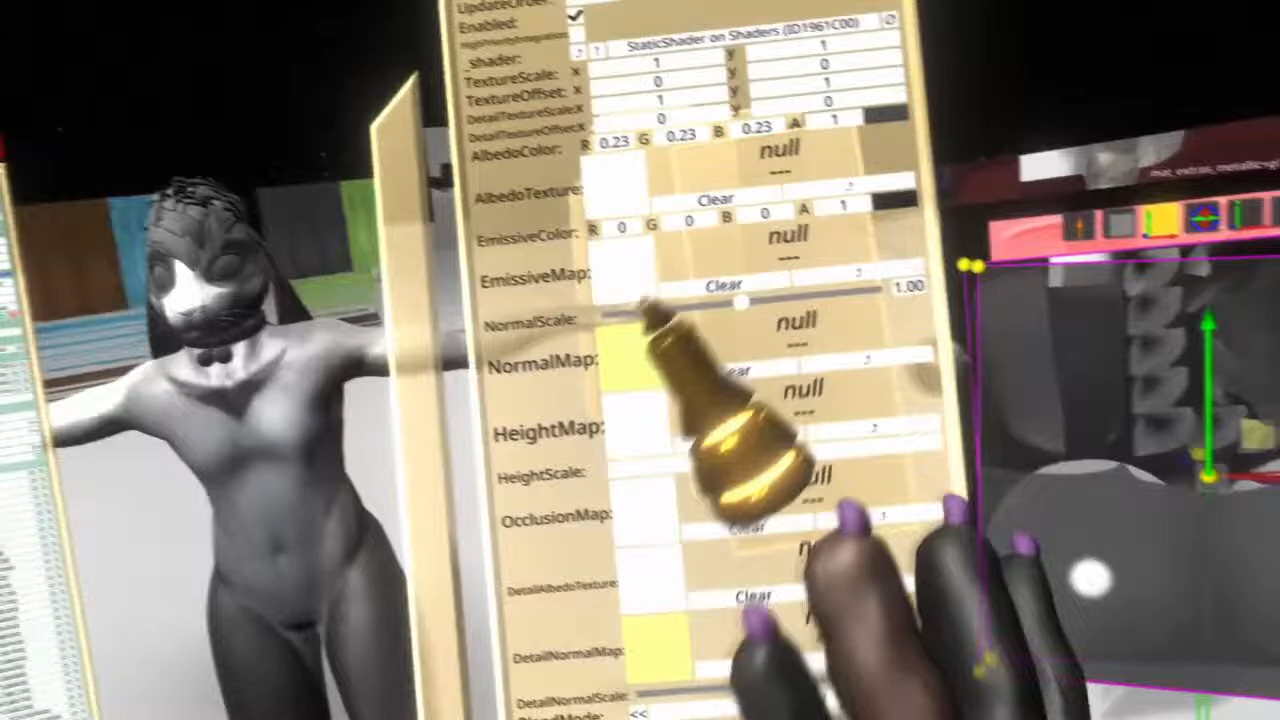 UpdateOrder:
Enabled:
_shader: StaticShader on Shaders (ID1961C00)
TextureScale: x 1 y 1
TextureOffset: x 0 y 0
DetailTextureScale: x 1 y 1
DetailTextureOffset: x 0 y 0
AlbedoColor: R 0.23 G 0.23 B 0.23 A 1
null
---
AlbedoTexture:
Clear
EmissiveColor: R 0 G 0 B 0 A 1
null
---
EmissiveMap:
Clear
NormalScale: 1.00
null
---
NormalMap:
null
---
HeightMap:
HeightScale:
---
OcclusionMap:
Clear
DetailAlbedoTexture:
Clear
DetailNormalMap:
DetailNormalScale:
BlendMode: <<